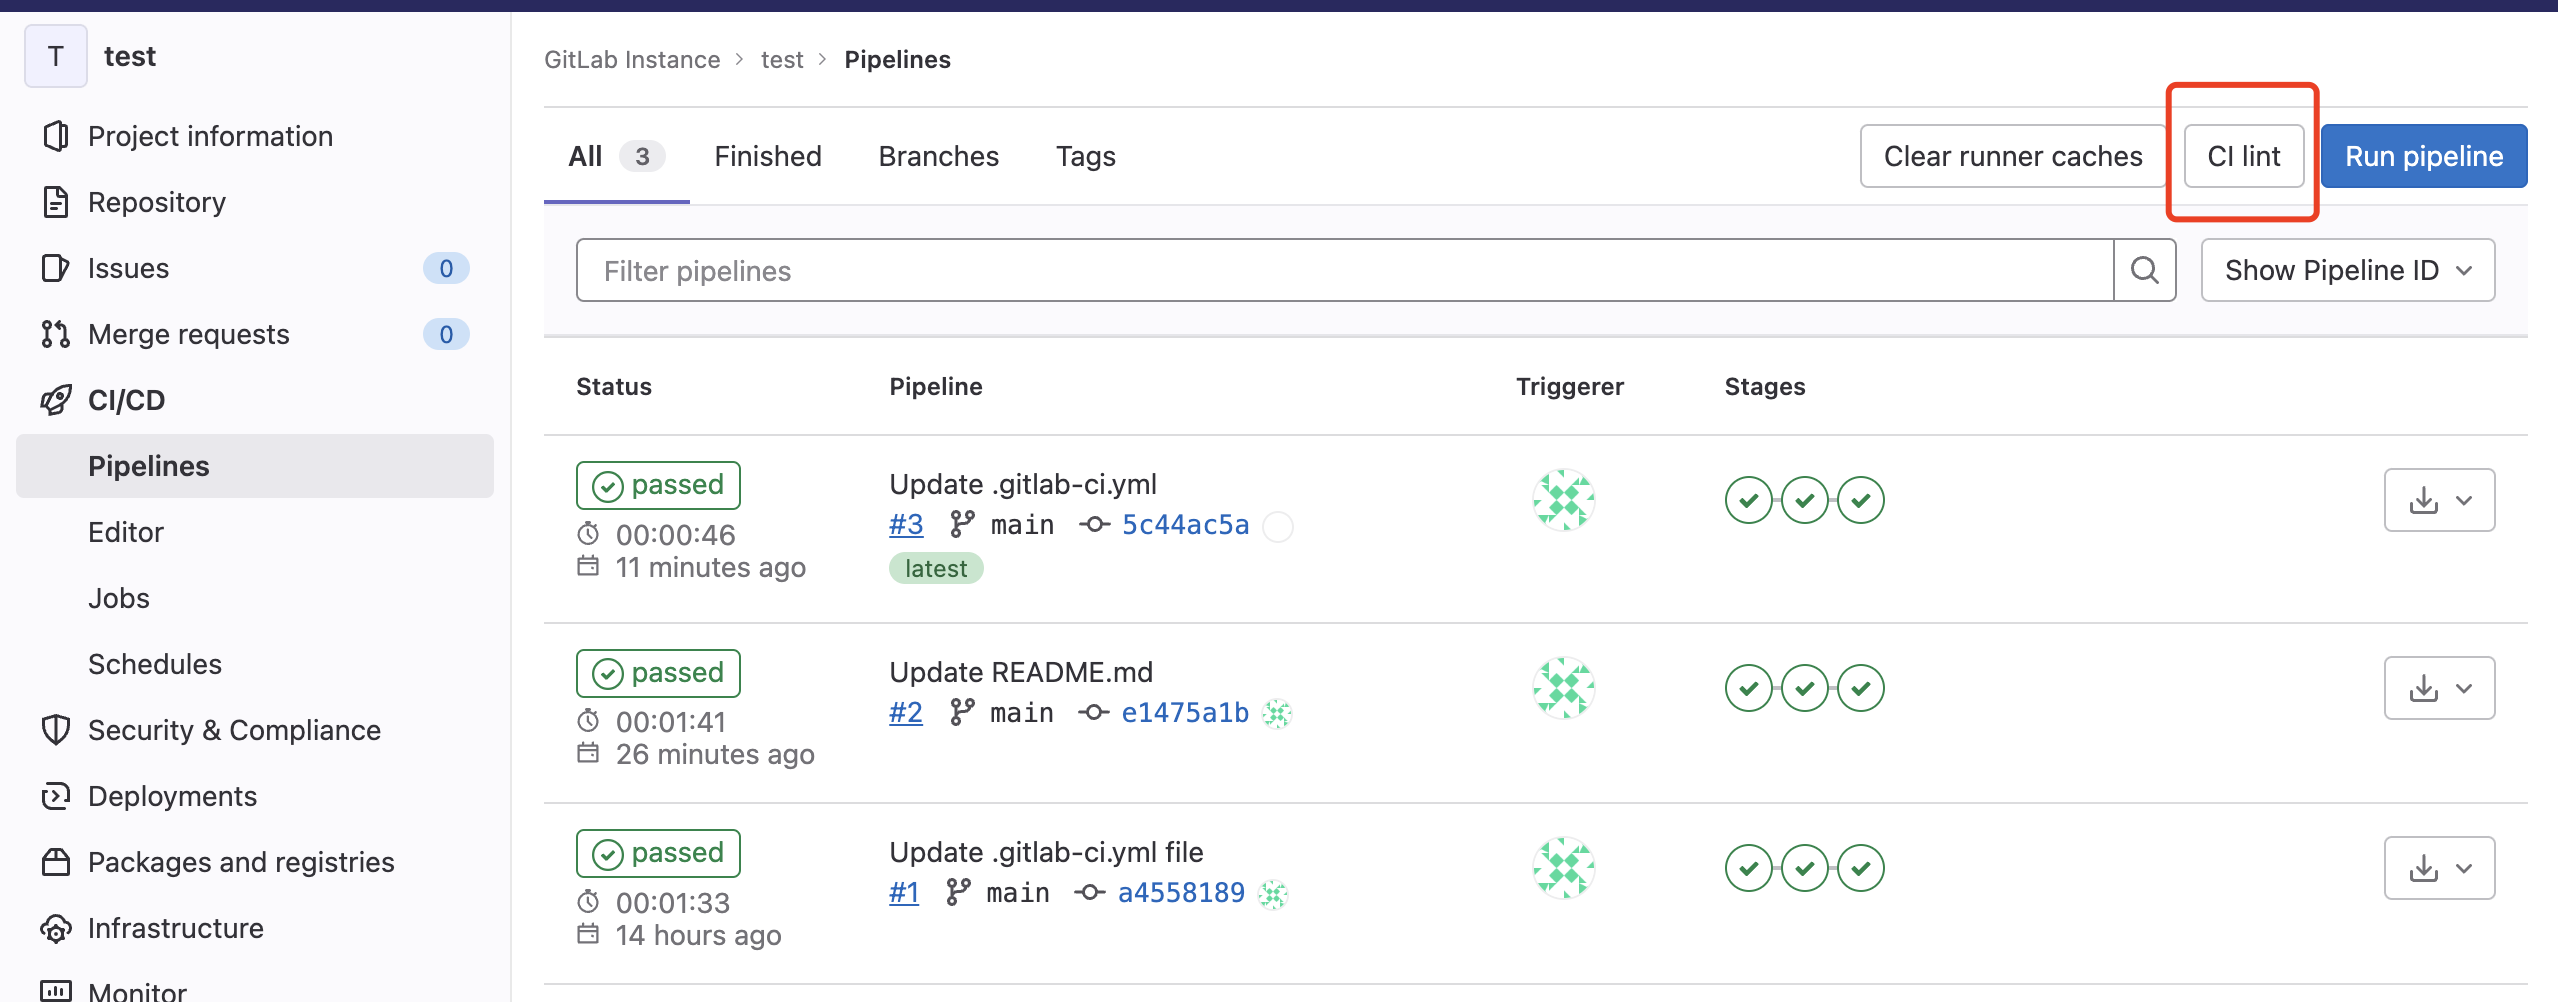 T test
Project information
Repository
Issues 0
Merge requests 0
CI/CD
Pipelines
Editor
Jobs
Schedules
Security & Compliance
Deployments
Packages and registries
Infrastructure
Monitor
GitLab Instance > test > Pipelines
All 3 Finished Branches Tags Clear runner caches CI lint Run pipeline
Filter pipelines Show Pipeline ID
Status Pipeline Triggerer Stages
passed Update .gitlab-ci.yml
#3 main 5c44ac5a
00:00:46
11 minutes ago latest
passed Update README.md
#2 main e1475a1b
00:01:41
26 minutes ago
passed Update .gitlab-ci.yml file
#1 main a4558189
00:01:33
14 hours ago